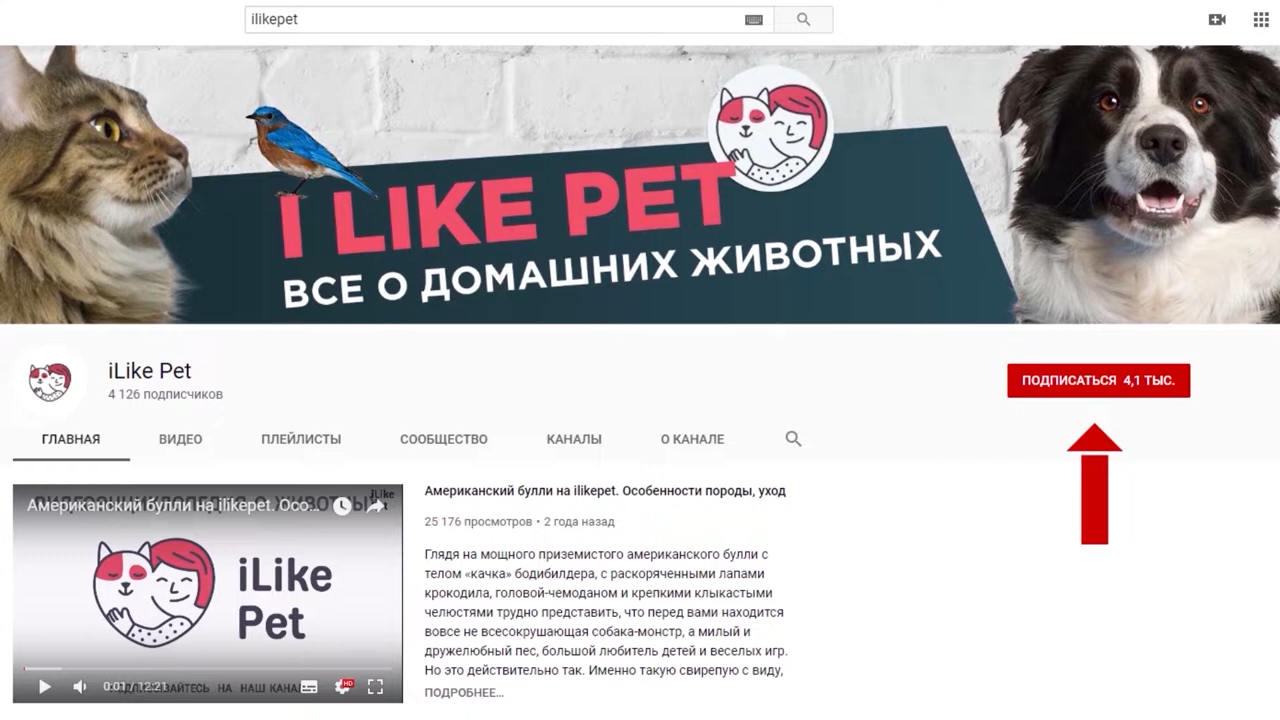 ilikepet
I LIKE PET
ВСЕ О ДОМАШНИХ ЖИВОТНЫХ
iLike Pet
4 126 подписчиков
ПОДПИСАТЬСЯ 4,1 ТЫС.
ГЛАВНАЯ ВИДЕО ПЛЕЙЛИСТЫ СООБЩЕСТВО КАНАЛЫ О КАНАЛЕ
Американский булли на ilikepet. Осо...
iLike
Pet
0:01 / 12:21
HD
Американский булли на ilikepet. Особенности породы, уход
25 176 просмотров • 2 года назад
Глядя на мощного приземистого американского булли с
телом «качка» бодибилдера, с раскоряченными лапами
крокодила, головой-чемоданом и крепкими клыкастыми
челюстями трудно представить, что перед вами находится
вовсе не всесокрушающая собака-монстр, а милый и
дружелюбный пес, большой любитель детей и веселых игр.
Но это действительно так. Именно такую свирепую с виду,
ПОДРОБНЕЕ...